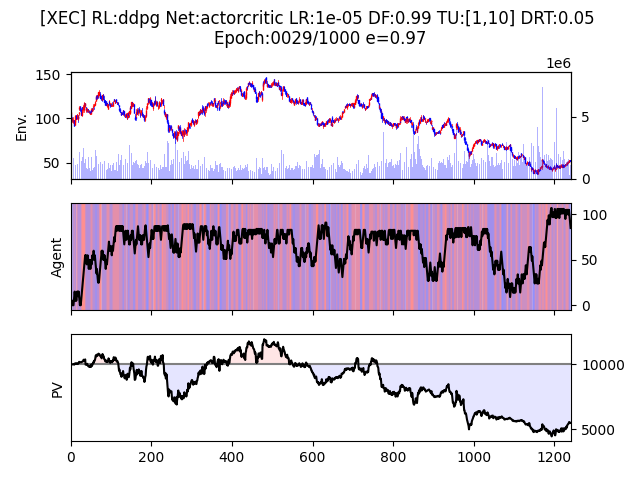 [XEC] RL:ddpg Net:actorcritic LR:1e-05 DF:0.99 TU:[1,10] DRT:0.05
Epoch:0029/1000 e=0.97
1e6
150
100
50
Env.
5
0
Agent
100
50
0
PV
10000
5000
0 200 400 600 800 1000 1200